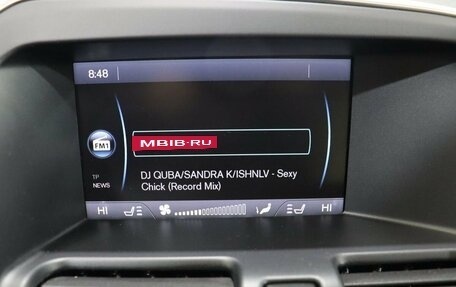 8:48
FM1
MBIB·RU
TP
NEWS
DJ QUBA/SANDRA K/ISHNLV - Sexy
Chick (Record Mix)
HI HI